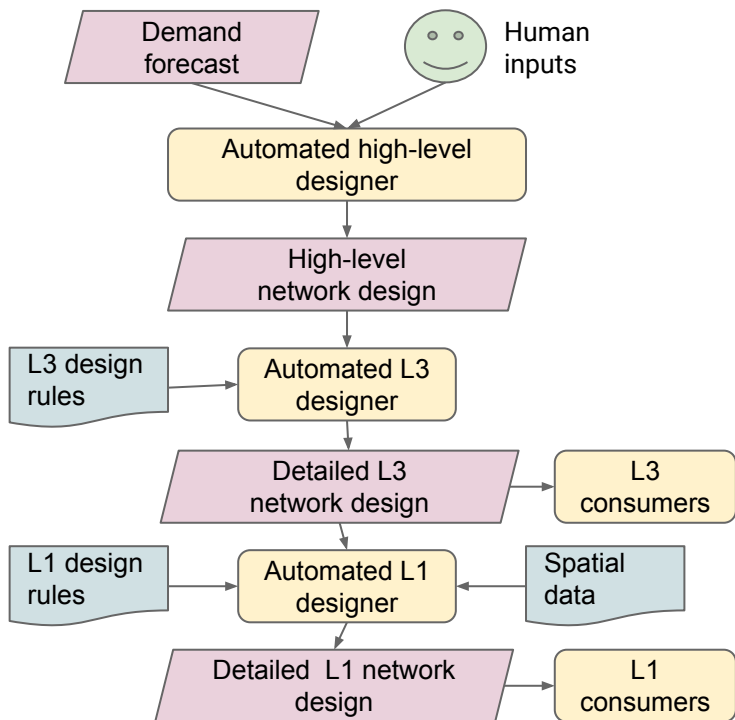 Demand
forecast
Human
inputs
Automated high-level
designer
High-level
network design
L3 design
rules
Automated L3
designer
Detailed L3
network design
L3
consumers
L1 design
rules
Automated L1
designer
Spatial
data
Detailed L1 network
design
L1
consumers